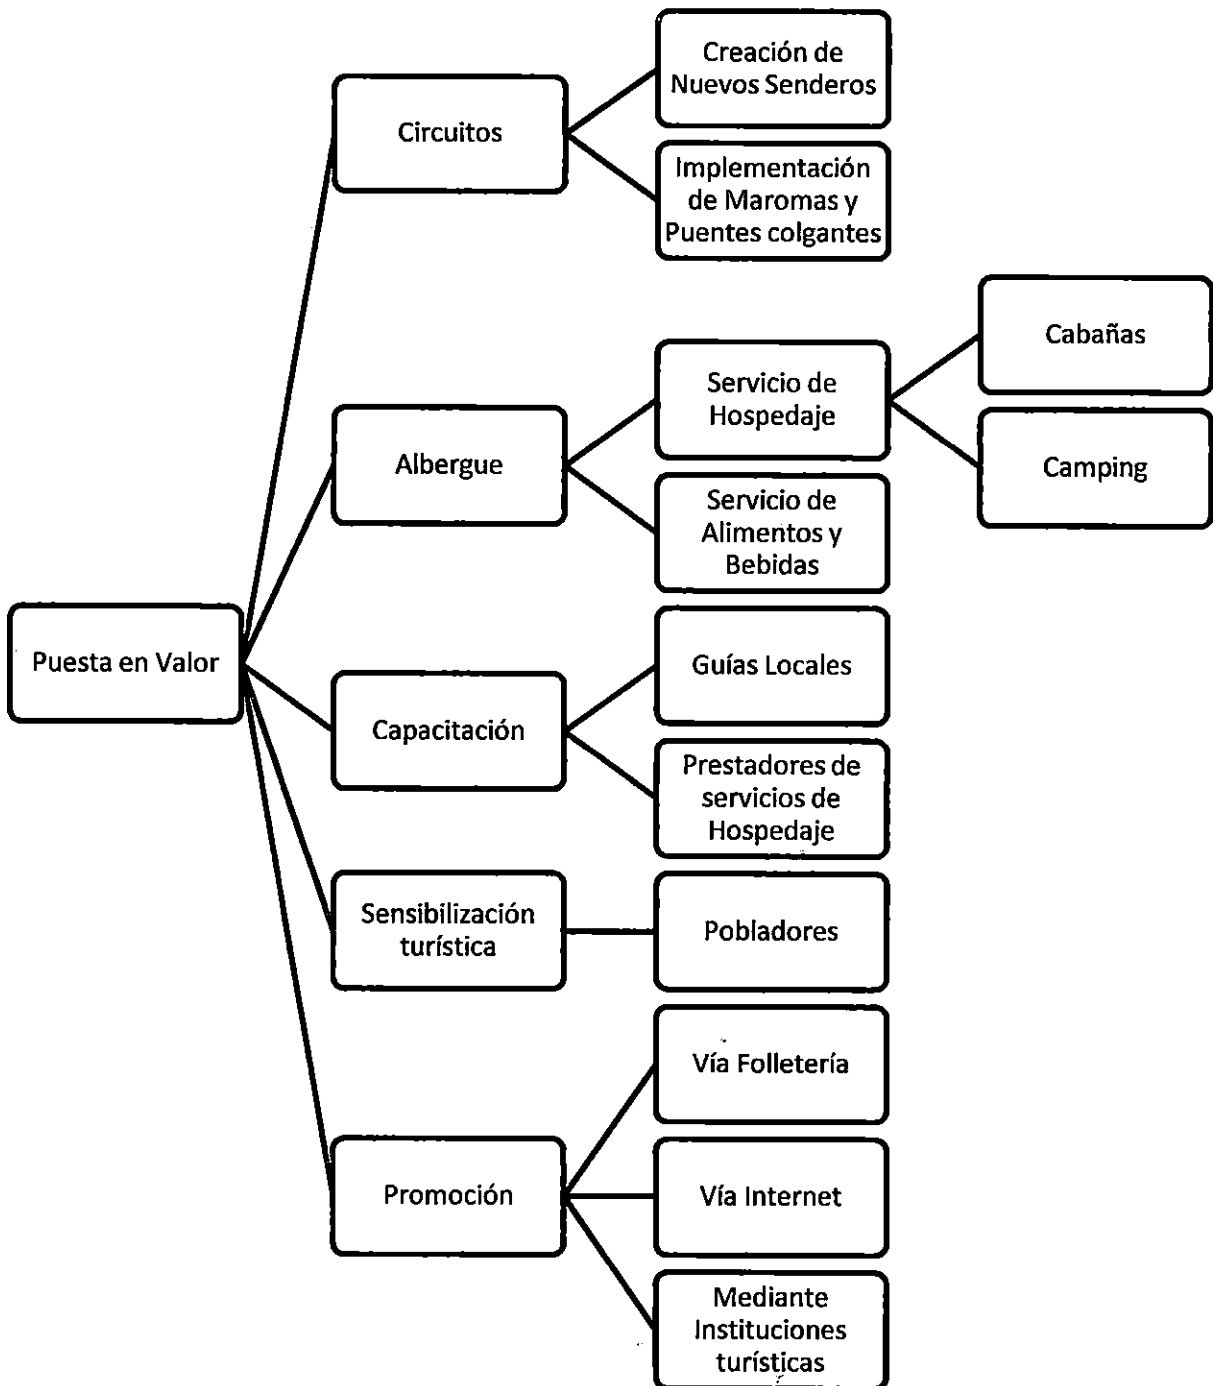 Creación de
Nuevos Senderos
Circuitos
Implementación
de Maromas y
Puentes colgantes
Cabañas
Servicio de
Hospedaje
Albergue
Camping
Servicio de
Alimentos y
Bebidas
Puesta en Valor
Guías Locales
Capacitación
Prestadores de
servicios de
Hospedaje
Sensibilización
turística
Pobladores
Vía Folletería
Promoción
Vía Internet
Mediante
Instituciones
turísticas